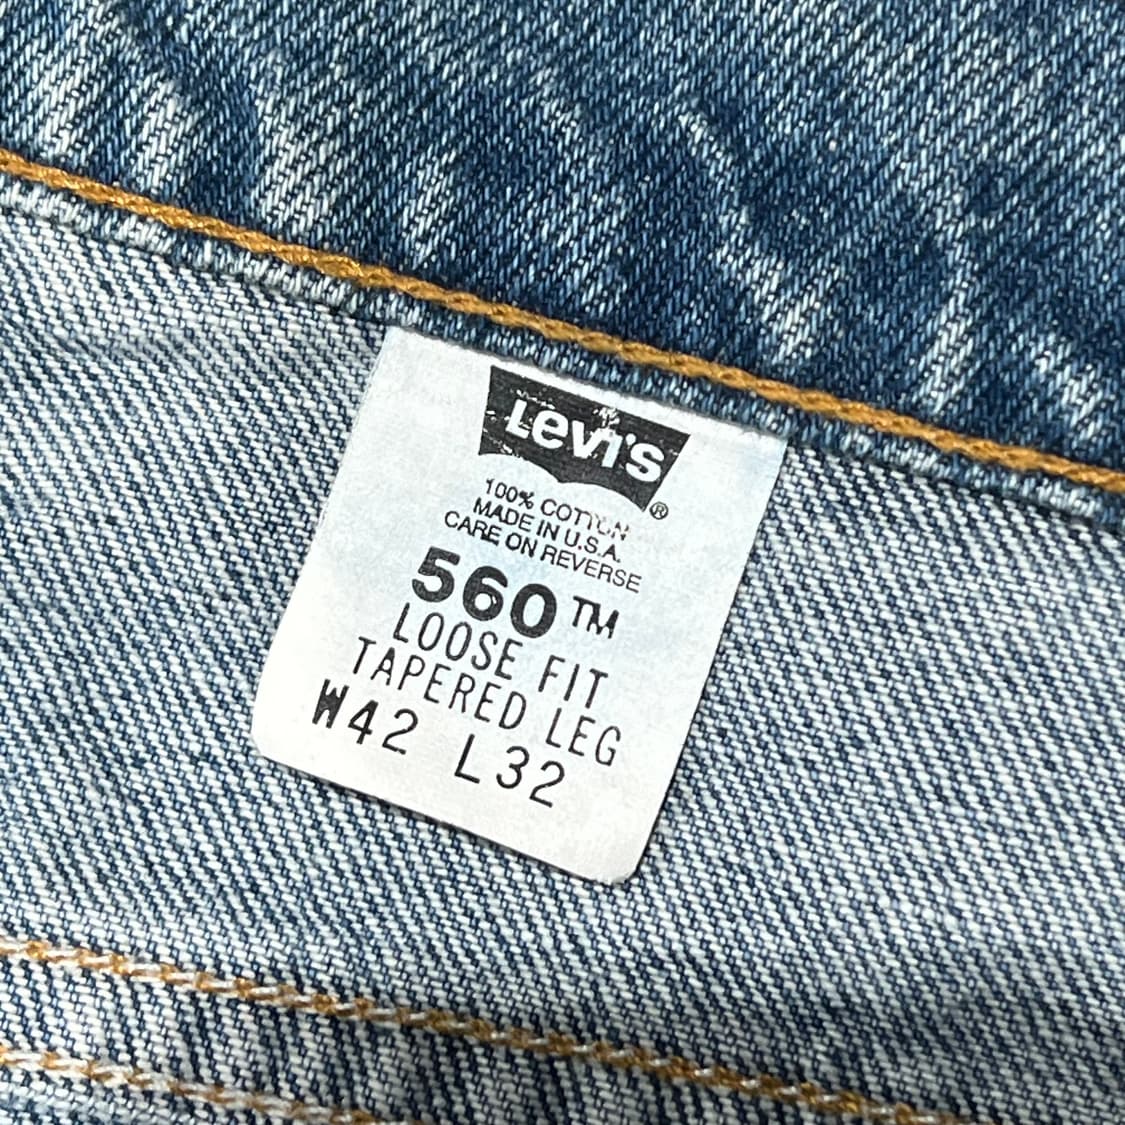 Levi's ®
100% COTTON
MADE IN U.S.A.
CARE ON REVERSE
560™
LOOSE FIT
TAPERED LEG
W42 L32